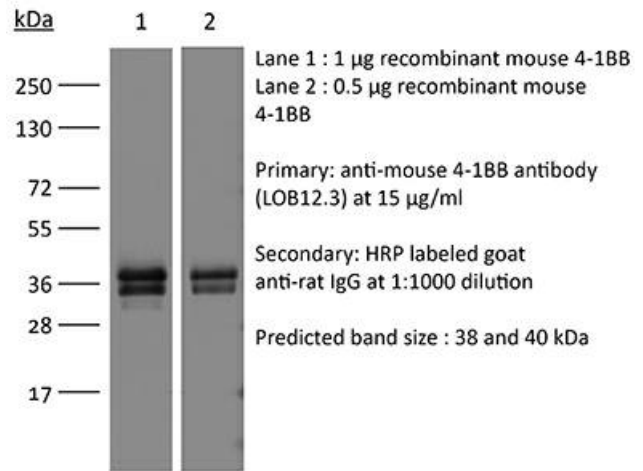 kDa
1 2
250
130
72
55
36
28
17
Lane 1 : 1 µg recombinant mouse 4-1BB
Lane 2 : 0.5 µg recombinant mouse
4-1BB
Primary: anti-mouse 4-1BB antibody
(LOB12.3) at 15 µg/ml
Secondary: HRP labeled goat
anti-rat IgG at 1:1000 dilution
Predicted band size : 38 and 40 kDa